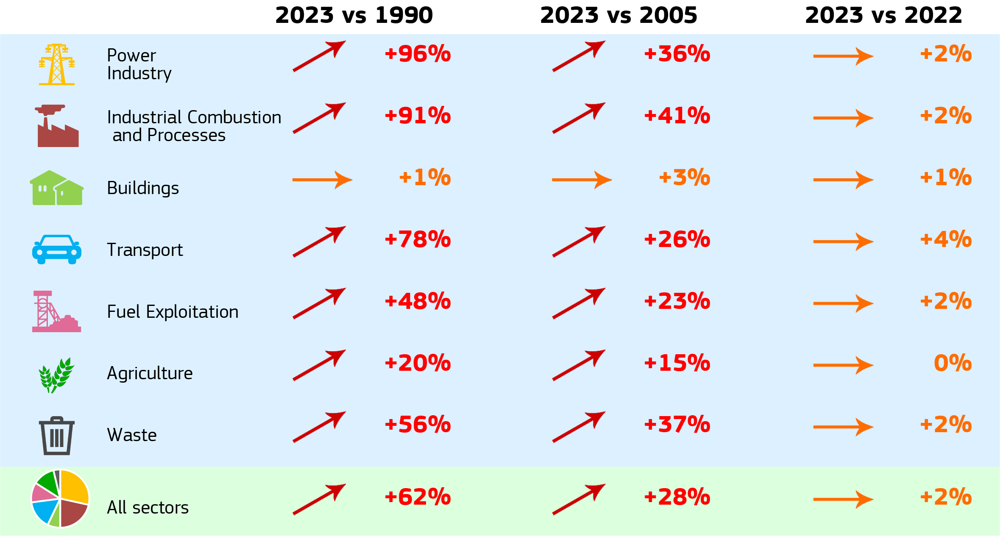 2023 vs 1990 2023 vs 2005 2023 vs 2022
Power
Industry
+96% +36% +2%
Industrial Combustion
and Processes
+91% +41% +2%
Buildings +1% +3% +1%
Transport +78% +26% +4%
Fuel Exploitation +48% +23% +2%
Agriculture +20% +15% 0%
Waste +56% +37% +2%
All sectors +62% +28% +2%